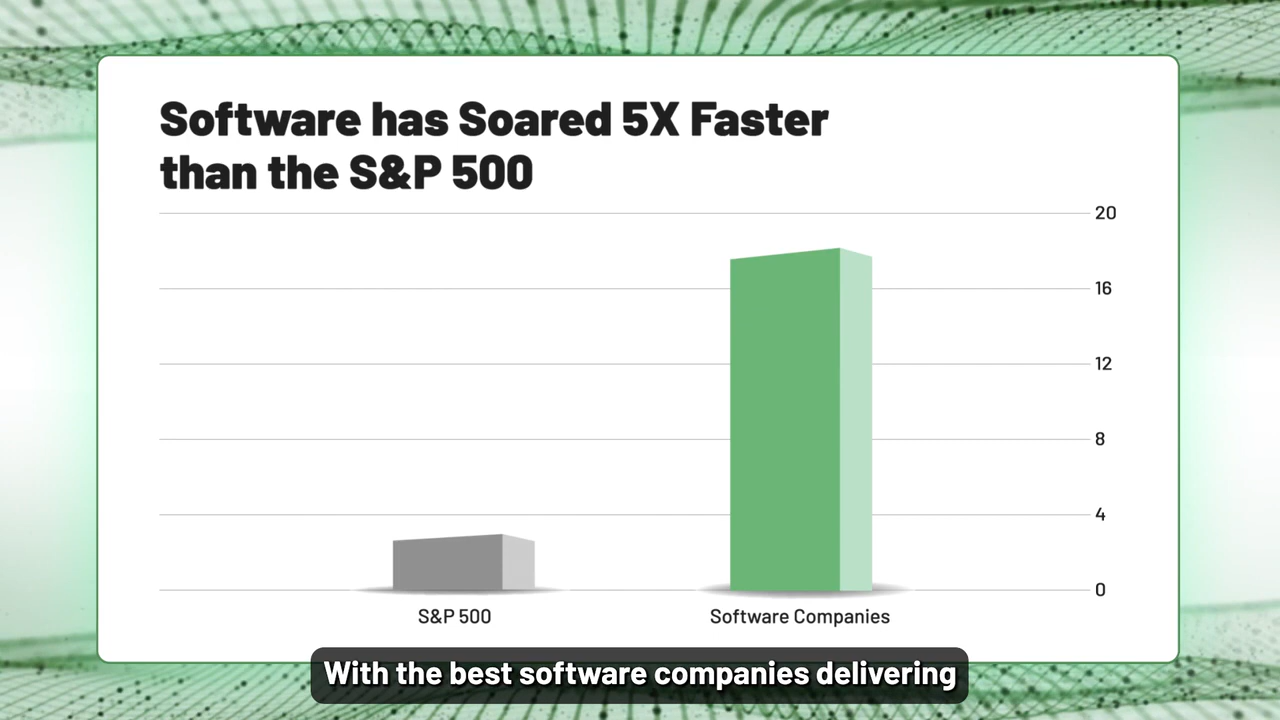 Software has Soared 5X Faster
than the S&P 500
20
16
12
8
4
0
S&P 500
Software Companies
With the best software companies delivering